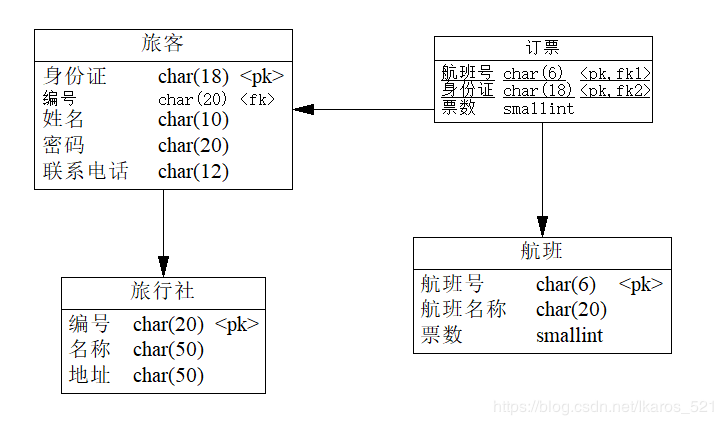 旅客
身份证 char(18) <pk>
编号 char(20) <fk>
姓名 char(10)
密码 char(20)
联系电话 char(12)
订票
航班号 char(6) <pk,fk1>
身份证 char(18) <pk,fk2>
票数 smallint
旅行社
编号 char(20) <pk>
名称 char(50)
地址 char(50)
航班
航班号 char(6) <pk>
航班名称 char(20)
票数 smallint
https://blog.csdn.net/Ikaros_521